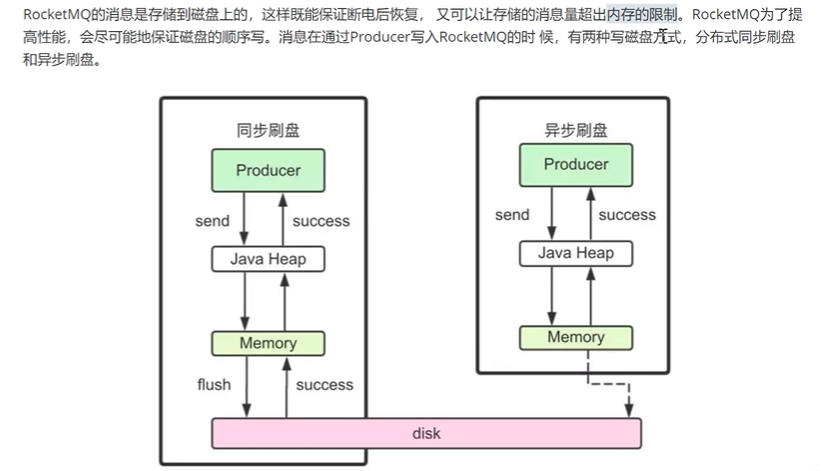 RocketMQ的消息是存储到磁盘上的，这样既能保证断电后恢复， 又可以让存储的消息量超出内存的限制。RocketMQ为了提
高性能，会尽可能地保证磁盘的顺序写。消息在通过Producer写入RocketMQ的时 候，有两种写磁盘方式，分布式同步刷盘
和异步刷盘。
同步刷盘
Producer
send
success
Java Heap
Memory
flush
success
异步刷盘
Producer
send
success
Java Heap
Memory
disk